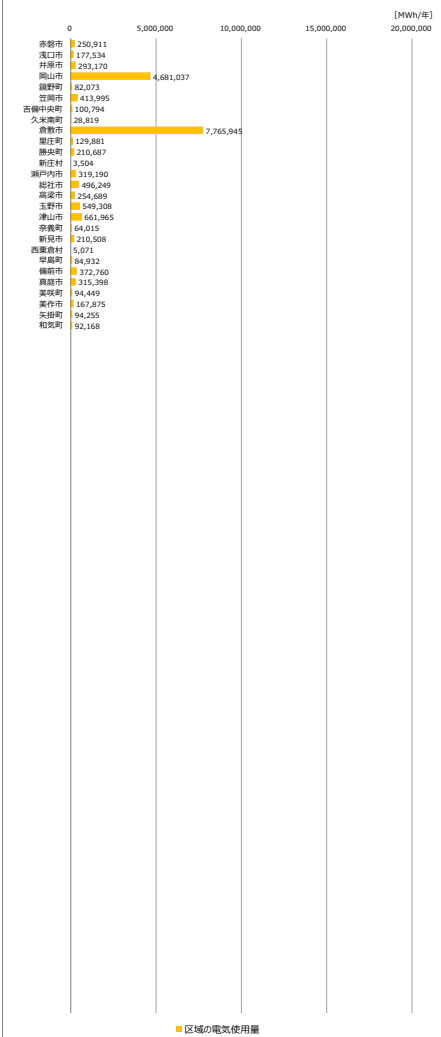 [MWh/年]
0 5,000,000 10,000,000 15,000,000 20,000,000
赤磐市 250,911
浅口市 177,534
井原市 293,170
岡山市 4,681,037
鏡野町 82,073
笠岡市 413,995
吉備中央町 100,794
久米南町 28,819
倉敷市 7,765,945
里庄町 129,881
勝央町 210,687
新庄村 3,504
瀬戸内市 319,190
総社市 496,249
高梁市 254,689
玉野市 549,308
津山市 661,965
奈義町 64,015
新見市 210,508
西粟倉村 5,071
早島町 84,932
備前市 372,760
真庭市 315,398
美咲町 94,449
美作市 167,875
矢掛町 94,255
和気町 92,168
区域の電気使用量